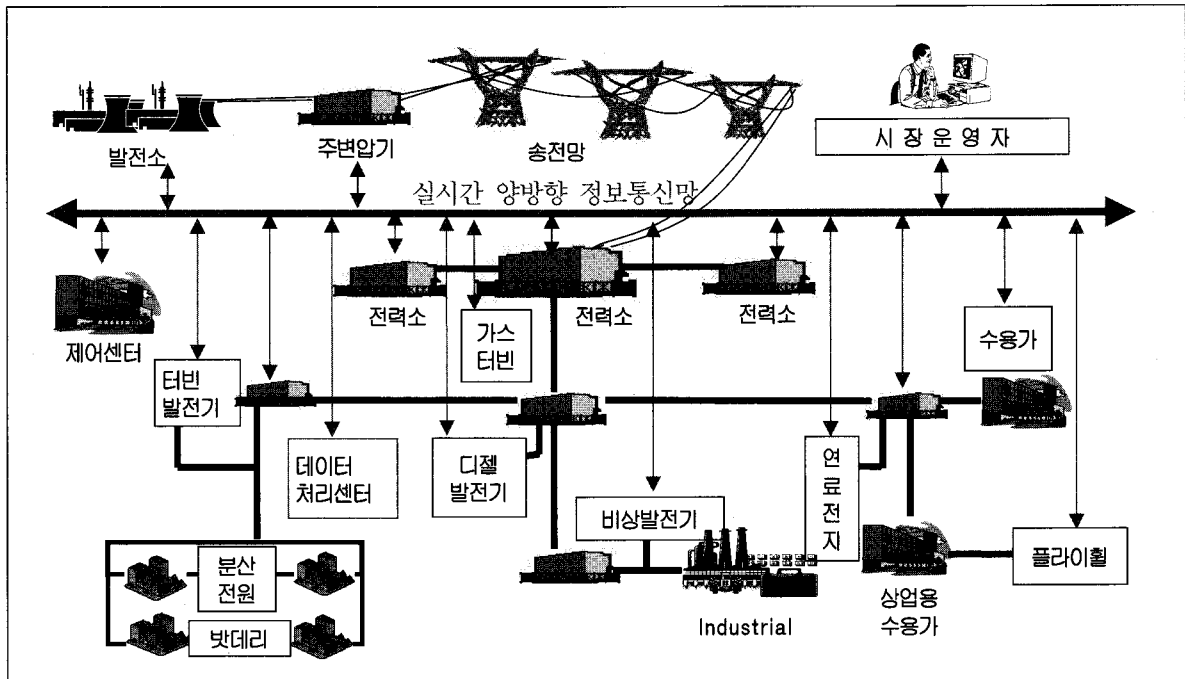 발전소
주변압기
송전망
시 장 운 영 자
실시간 양방향 정보통신망
제어센터
전력소
전력소
전력소
가스
터빈
수용가
터빈
발전기
데이터
처리센터
디젤
발전기
연
료
전
자
비상발전기
분산
전원
밧데리
Industrial
상업용
수용가
플라이휠